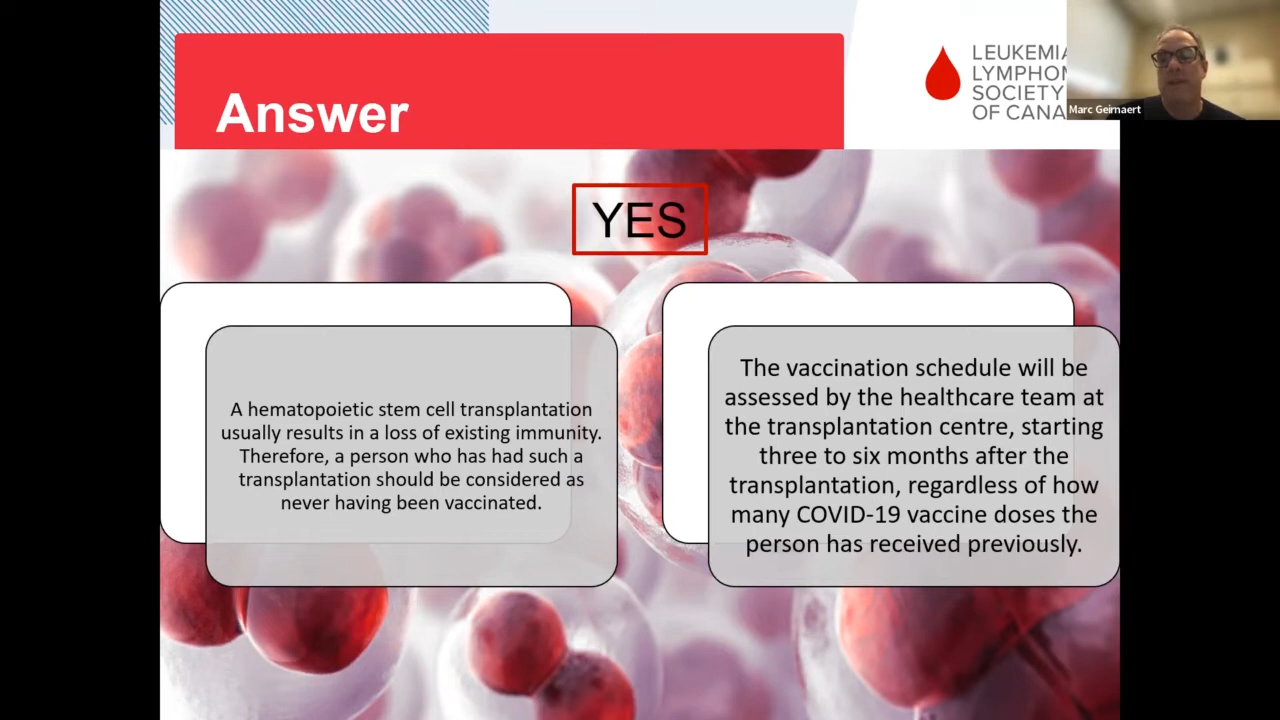 Answer
LEUKEMIA
LYMPHOM
SOCIETY
OF CANA
Marc Geirnaert
YES
A hematopoietic stem cell transplantation
usually results in a loss of existing immunity.
Therefore, a person who has had such a
transplantation should be considered as
never having been vaccinated.
The vaccination schedule will be
assessed by the healthcare team at
the transplantation centre, starting
three to six months after the
transplantation, regardless of how
many COVID-19 vaccine doses the
person has received previously.